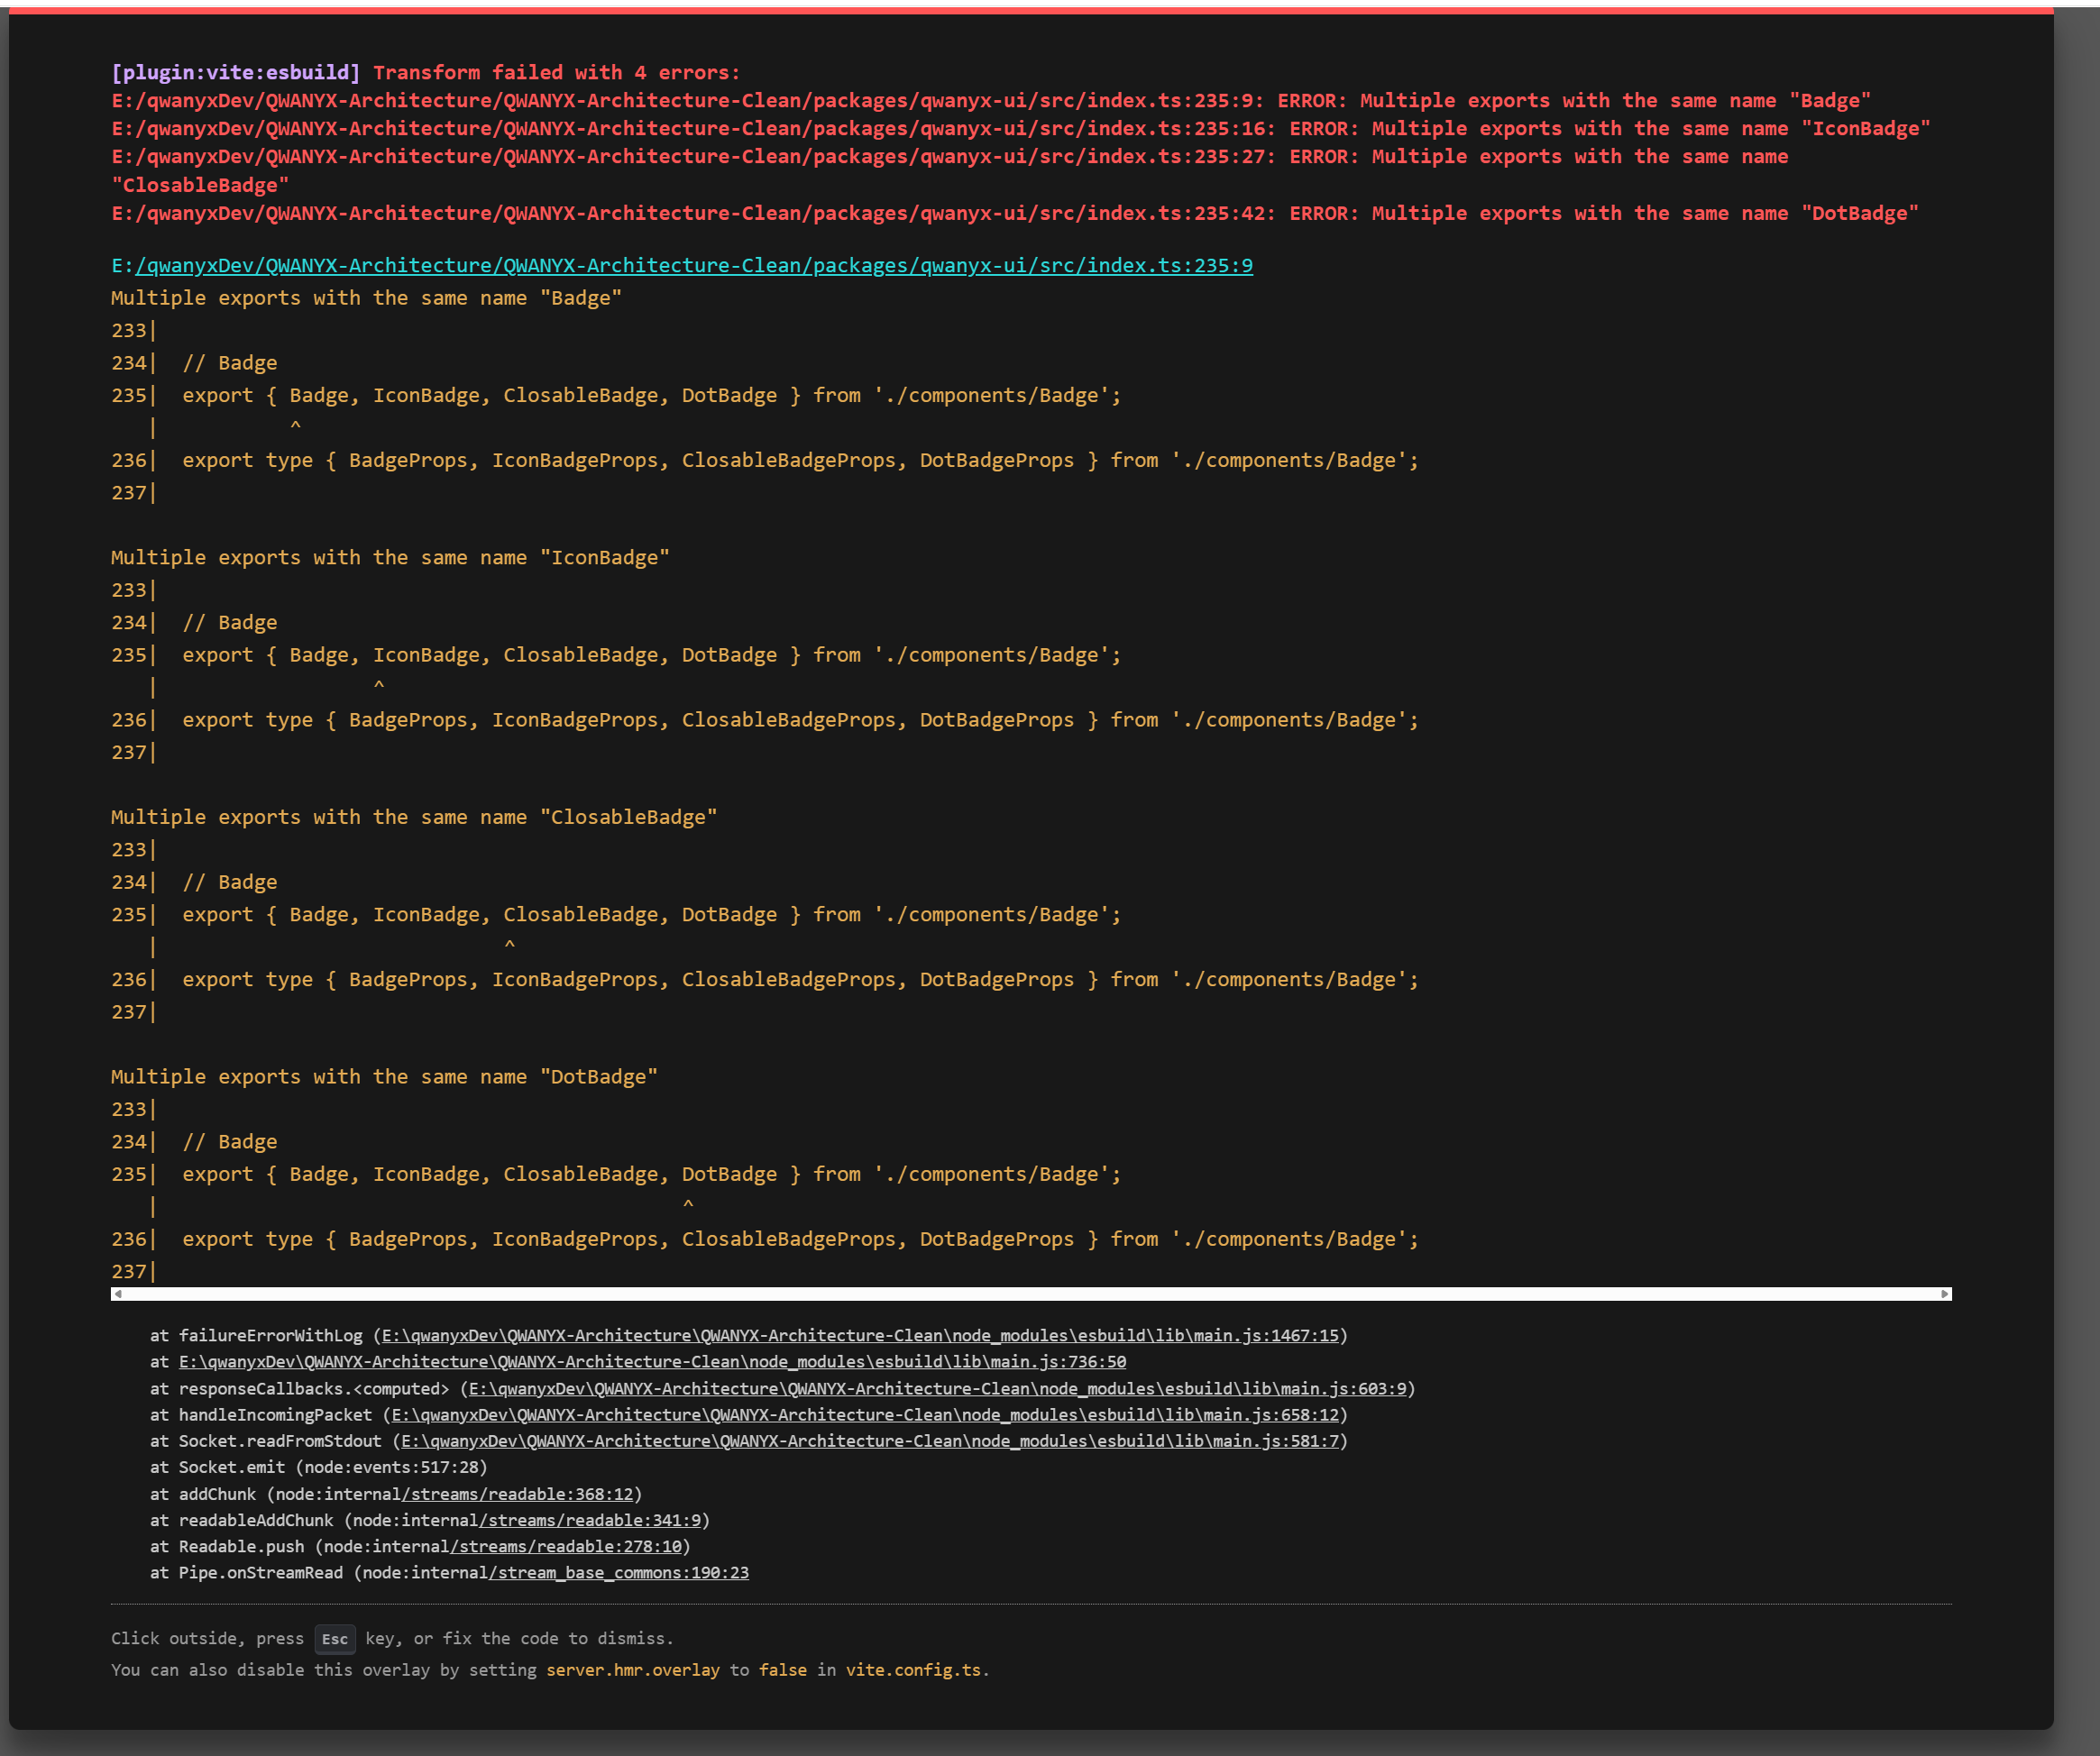 [plugin:vite:esbuild] Transform failed with 4 errors:
E:/qwanyxDev/QWANYX-Architecture/QWANYX-Architecture-Clean/packages/qwanyx-ui/src/index.ts:235:9: ERROR: Multiple exports with the same name "Badge"
E:/qwanyxDev/QWANYX-Architecture/QWANYX-Architecture-Clean/packages/qwanyx-ui/src/index.ts:235:16: ERROR: Multiple exports with the same name "IconBadge"
E:/qwanyxDev/QWANYX-Architecture/QWANYX-Architecture-Clean/packages/qwanyx-ui/src/index.ts:235:27: ERROR: Multiple exports with the same name
"ClosableBadge"
E:/qwanyxDev/QWANYX-Architecture/QWANYX-Architecture-Clean/packages/qwanyx-ui/src/index.ts:235:42: ERROR: Multiple exports with the same name "DotBadge"
E:/qwanyxDev/QWANYX-Architecture/QWANYX-Architecture-Clean/packages/qwanyx-ui/src/index.ts:235:9
Multiple exports with the same name "Badge"
233|
234|  // Badge
235|  export { Badge, IconBadge, ClosableBadge, DotBadge } from './components/Badge';
   |           ^
236|  export type { BadgeProps, IconBadgeProps, ClosableBadgeProps, DotBadgeProps } from './components/Badge';
237|
Multiple exports with the same name "IconBadge"
233|
234|  // Badge
235|  export { Badge, IconBadge, ClosableBadge, DotBadge } from './components/Badge';
   |                  ^
236|  export type { BadgeProps, IconBadgeProps, ClosableBadgeProps, DotBadgeProps } from './components/Badge';
237|
Multiple exports with the same name "ClosableBadge"
233|
234|  // Badge
235|  export { Badge, IconBadge, ClosableBadge, DotBadge } from './components/Badge';
   |                             ^
236|  export type { BadgeProps, IconBadgeProps, ClosableBadgeProps, DotBadgeProps } from './components/Badge';
237|
Multiple exports with the same name "DotBadge"
233|
234|  // Badge
235|  export { Badge, IconBadge, ClosableBadge, DotBadge } from './components/Badge';
   |                                            ^
236|  export type { BadgeProps, IconBadgeProps, ClosableBadgeProps, DotBadgeProps } from './components/Badge';
237|
at failureErrorWithLog (E:\qwanyxDev\QWANYX-Architecture\QWANYX-Architecture-Clean\node_modules\esbuild\lib\main.js:1467:15)
at E:\qwanyxDev\QWANYX-Architecture\QWANYX-Architecture-Clean\node_modules\esbuild\lib\main.js:736:50
at responseCallbacks.<computed> (E:\qwanyxDev\QWANYX-Architecture\QWANYX-Architecture-Clean\node_modules\esbuild\lib\main.js:603:9)
at handleIncomingPacket (E:\qwanyxDev\QWANYX-Architecture\QWANYX-Architecture-Clean\node_modules\esbuild\lib\main.js:658:12)
at Socket.readFromStdout (E:\qwanyxDev\QWANYX-Architecture\QWANYX-Architecture-Clean\node_modules\esbuild\lib\main.js:581:7)
at Socket.emit (node:events:517:28)
at addChunk (node:internal/streams/readable:368:12)
at readableAddChunk (node:internal/streams/readable:341:9)
at Readable.push (node:internal/streams/readable:278:10)
at Pipe.onStreamRead (node:internal/stream_base_commons:190:23
Click outside, press Esc key, or fix the code to dismiss.
You can also disable this overlay by setting server.hmr.overlay to false in vite.config.ts.